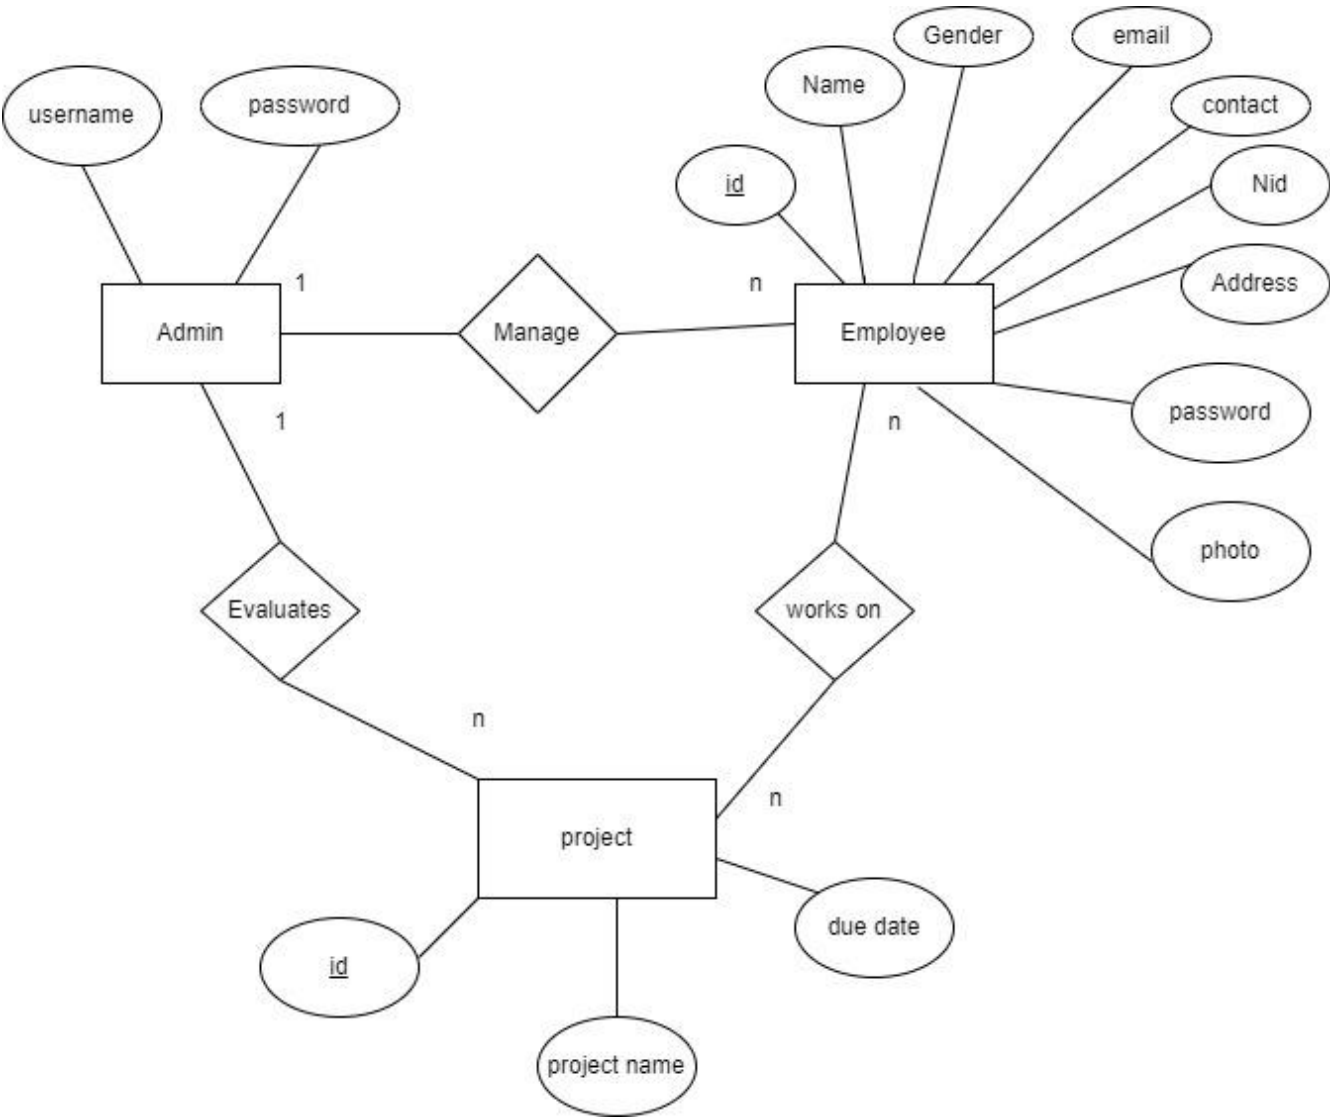 Gender
email
Name
contact
username
password
id
Nid
Address
1
n
Admin
Manage
Employee
1
n
password
photo
Evaluates
works on
n
n
project
due date
id
project name